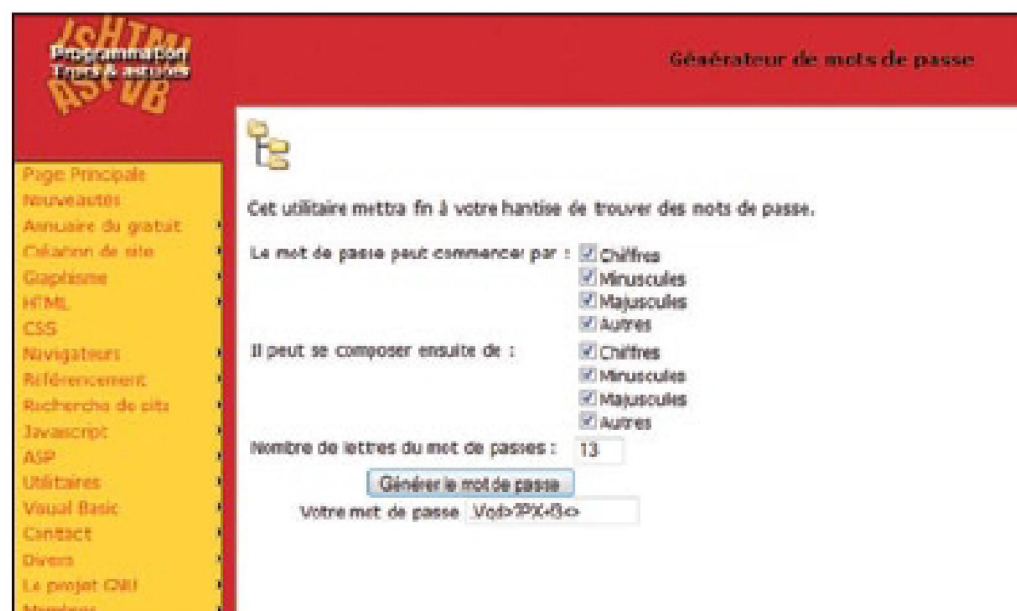 JSHTML
Programmation
Trucs & astuces
ASP VB
Générateur de mots de passe
Page Principale
Nouveautés
Annuaire du gratuit
Création de site
Graphisme
HTML
CSS
Navigateurs
Référencement
Recherche de site
Javascript
ASP
Utilitaires
Visual Basic
Contact
Divers
Le projet GNU
Membres
Cet utilitaire mettra fin à votre hantise de trouver des mots de passe.
Le mot de passe peut commencer par : Chiffres
Minuscules
Majuscules
Autres
Il peut se composer ensuite de : Chiffres
Minuscules
Majuscules
Autres
Nombre de lettres du mot de passes : 13
Générer le mot de passe
Votre mot de passe